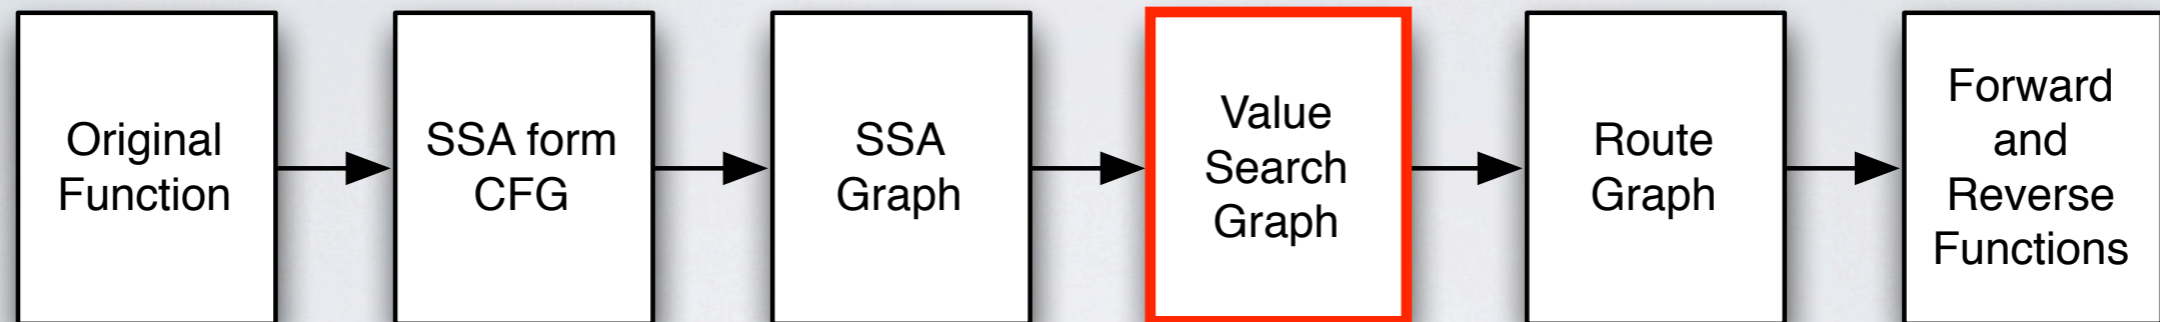 Original
Function
SSA form
CFG
SSA
Graph
Value
Search
Graph
Route
Graph
Forward
and
Reverse
Functions